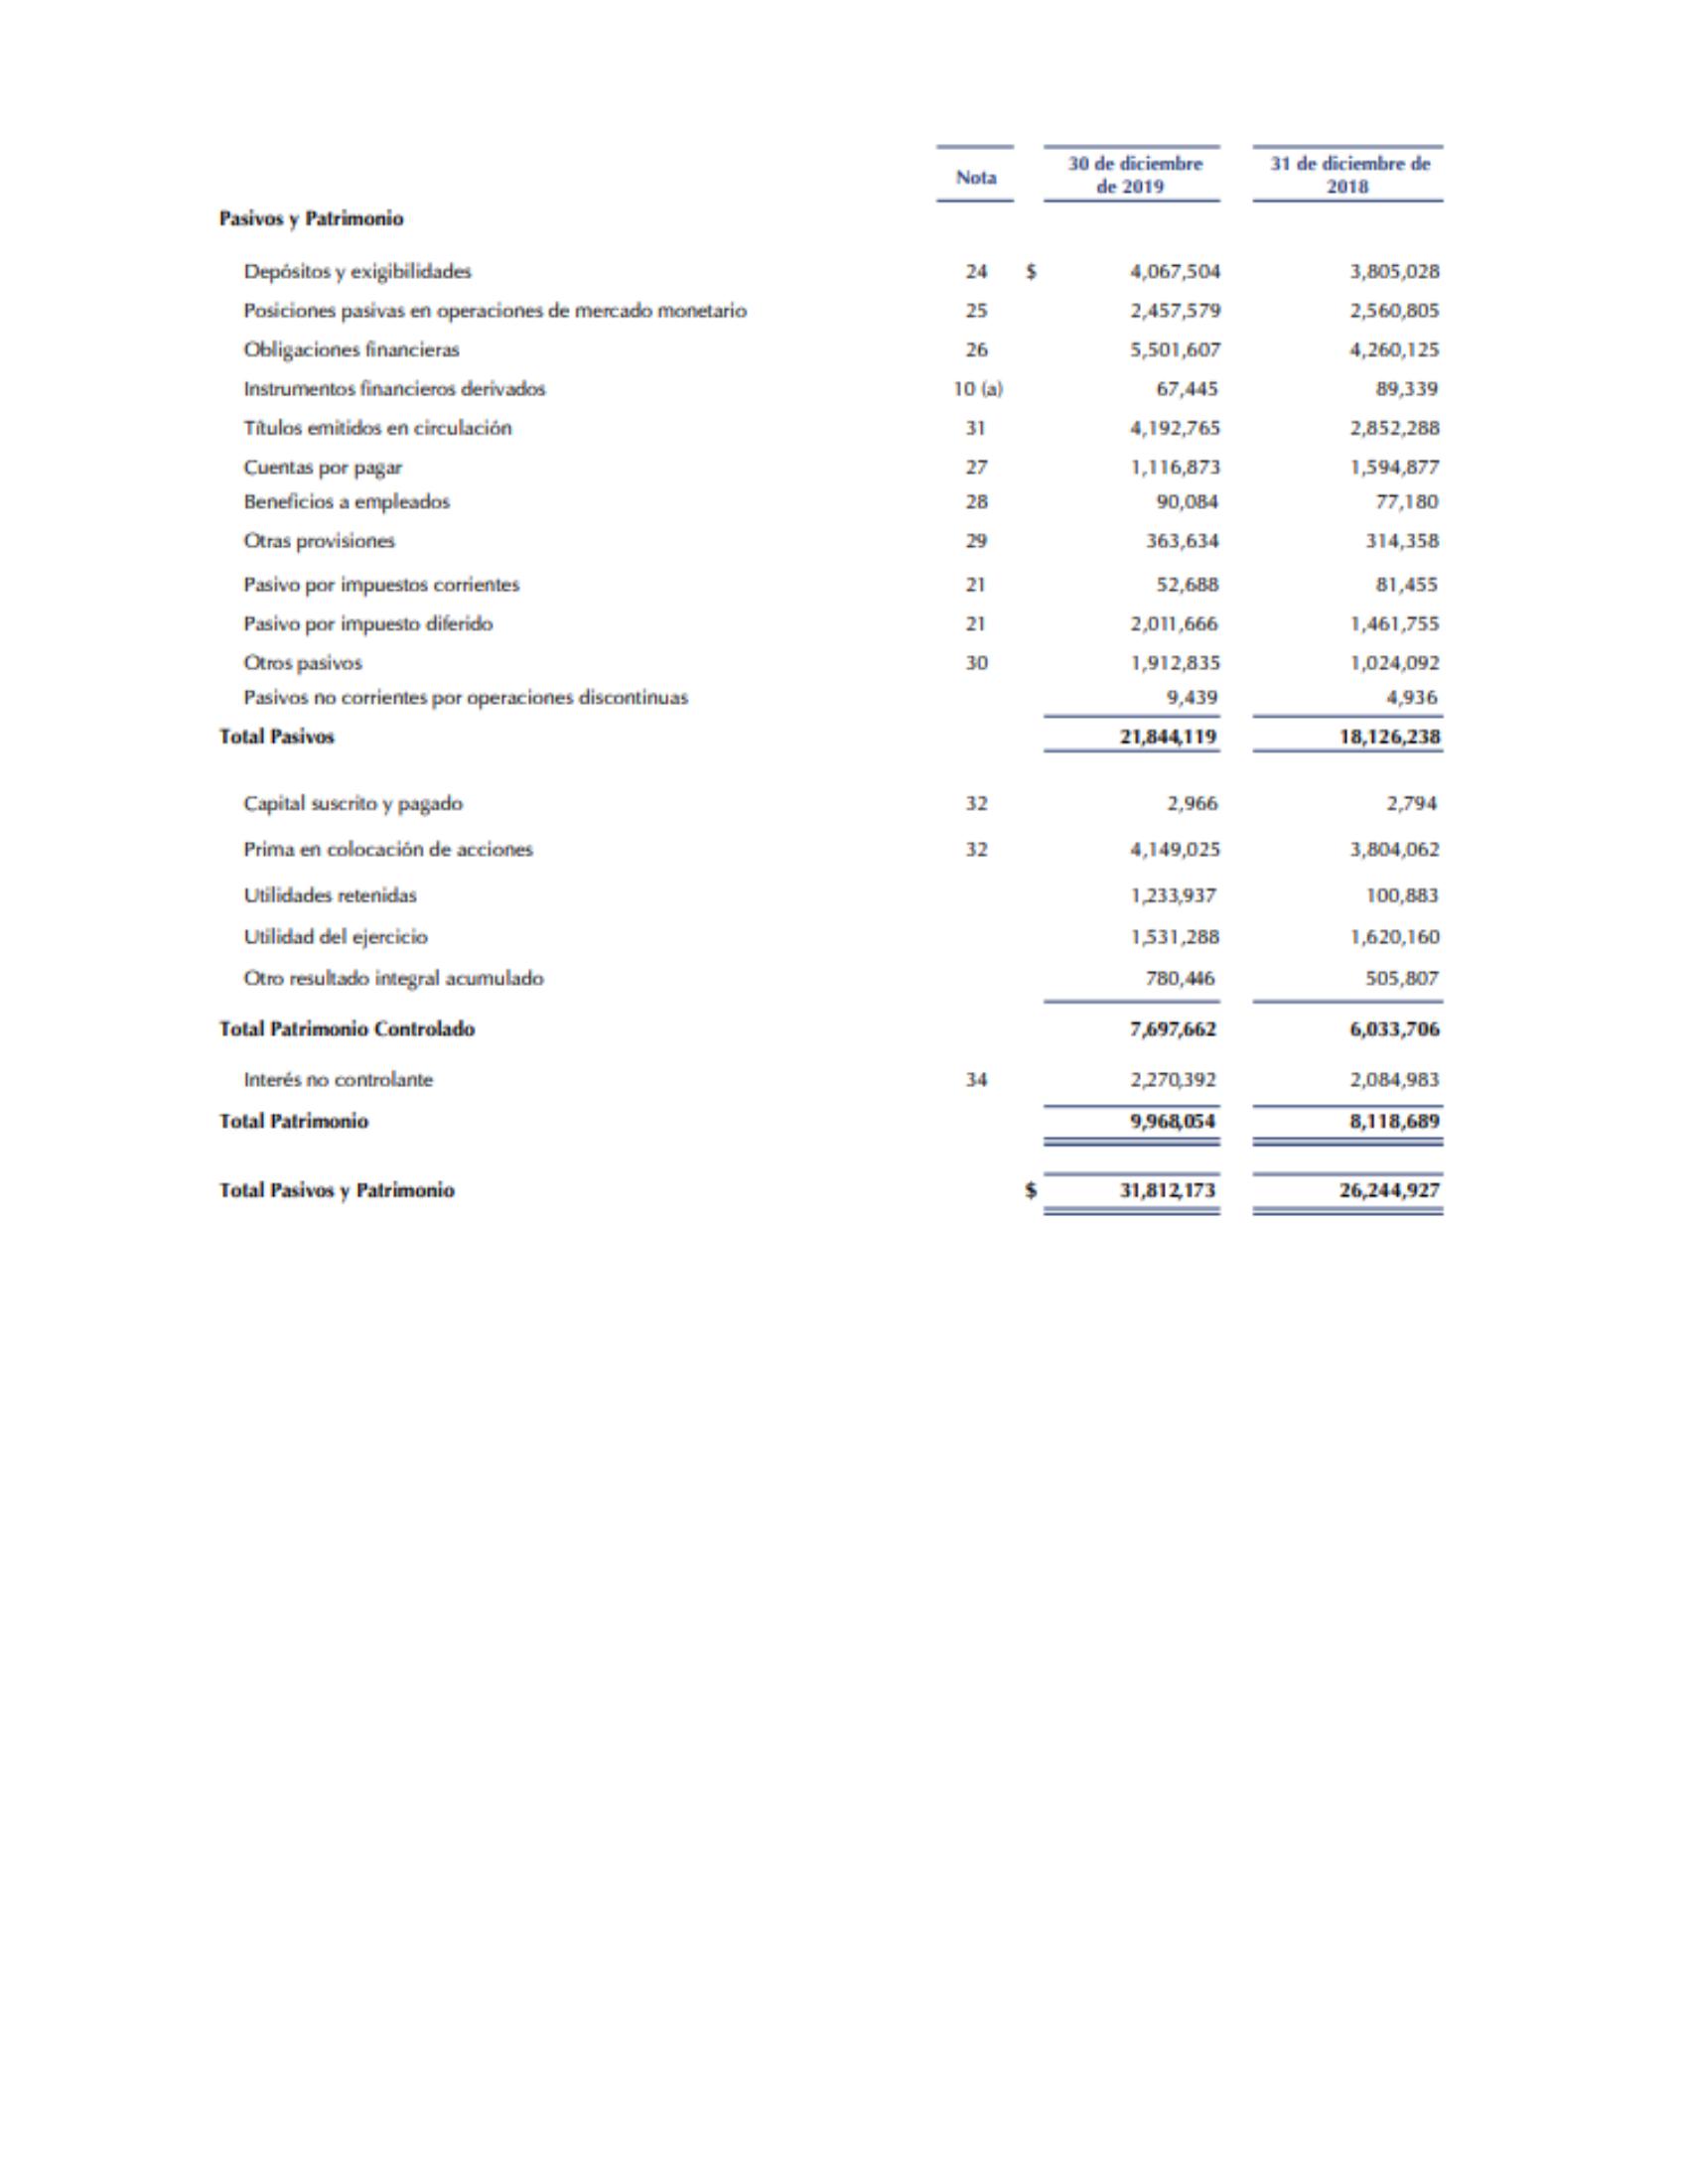 Nota 30 de diciembre de 2019 31 de diciembre de 2018
Pasivos y Patrimonio
Depósitos y exigibilidades 24 $ 4,067,504 3,805,028
Posiciones pasivas en operaciones de mercado monetario 25 2,457,579 2,560,805
Obligaciones financieras 26 5,501,607 4,260,125
Instrumentos financieros derivados 10 (a) 67,445 89,339
Títulos emitidos en circulación 31 4,192,765 2,852,288
Cuentas por pagar 27 1,116,873 1,594,877
Beneficios a empleados 28 90,084 77,180
Otras provisiones 29 363,634 314,358
Pasivo por impuestos corrientes 21 52,688 81,455
Pasivo por impuesto diferido 21 2,011,666 1,461,755
Otros pasivos 30 1,912,835 1,024,092
Pasivos no corrientes por operaciones discontinuas 9,439 4,936
Total Pasivos 21,844,119 18,126,238
Capital suscrito y pagado 32 2,966 2,794
Prima en colocación de acciones 32 4,149,025 3,804,062
Utilidades retenidas 1,233,937 100,883
Utilidad del ejercicio 1,531,288 1,620,160
Otro resultado integral acumulado 780,446 505,807
Total Patrimonio Controlado 7,697,662 6,033,706
Interés no controlante 34 2,270,392 2,084,983
Total Patrimonio 9,968,054 8,118,689
Total Pasivos y Patrimonio $ 31,812,173 26,244,927